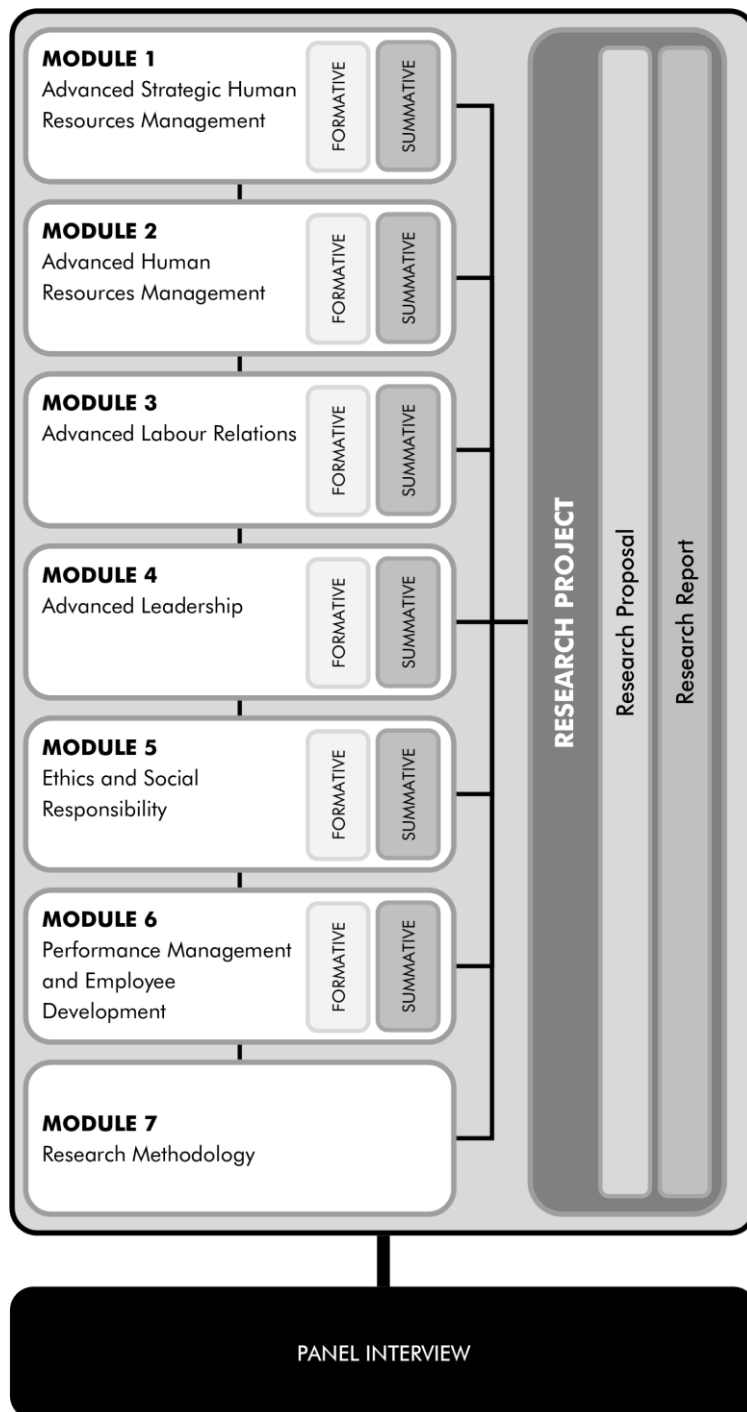 MODULE 1
Advanced Strategic Human
Resources Management
FORMATIVE
SUMMATIVE
MODULE 2
Advanced Human
Resources Management
FORMATIVE
SUMMATIVE
MODULE 3
Advanced Labour Relations
FORMATIVE
SUMMATIVE
MODULE 4
Advanced Leadership
FORMATIVE
SUMMATIVE
MODULE 5
Ethics and Social
Responsibility
FORMATIVE
SUMMATIVE
MODULE 6
Performance Management
and Employee
Development
FORMATIVE
SUMMATIVE
MODULE 7
Research Methodology
RESEARCH PROJECT
Research Proposal
Research Report
PANEL INTERVIEW